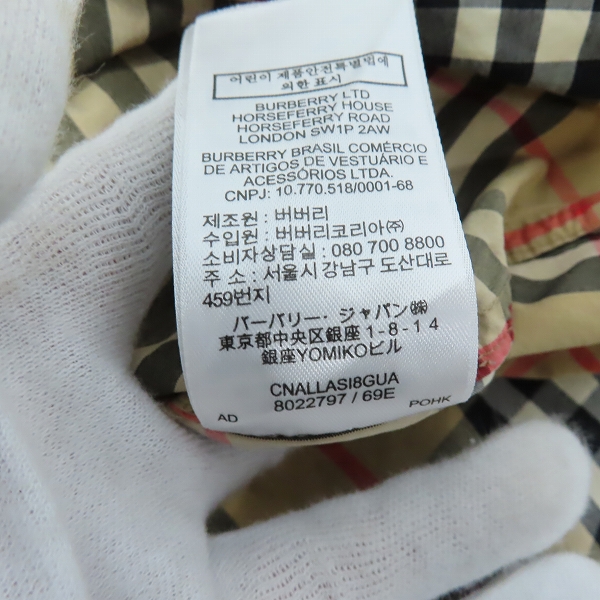 어린이 제품안전특별법에
의한 표시
BURBERRY LTD
HORSEFERRY HOUSE
HORSEFERRY ROAD
LONDON SW1P 2AW
BURBERRY BRASIL COMÉRCIO
DE ARTIGOS DE VESTUÁRIO E
ACESSÓRIOS LTDA.
CNPJ: 10.770.518/0001-68
제조원 : 버버리
수입원 : 버버리코리아㈜
소비자상담실 : 080 700 8800
주 소 : 서울시 강남구 도산대로
459번지
バーバリー・ジャパン㈱
東京都中央区銀座1-8-14
銀座YOMIKOビル
CNALLASI8GUA
8022797 / 69E
AD POHK